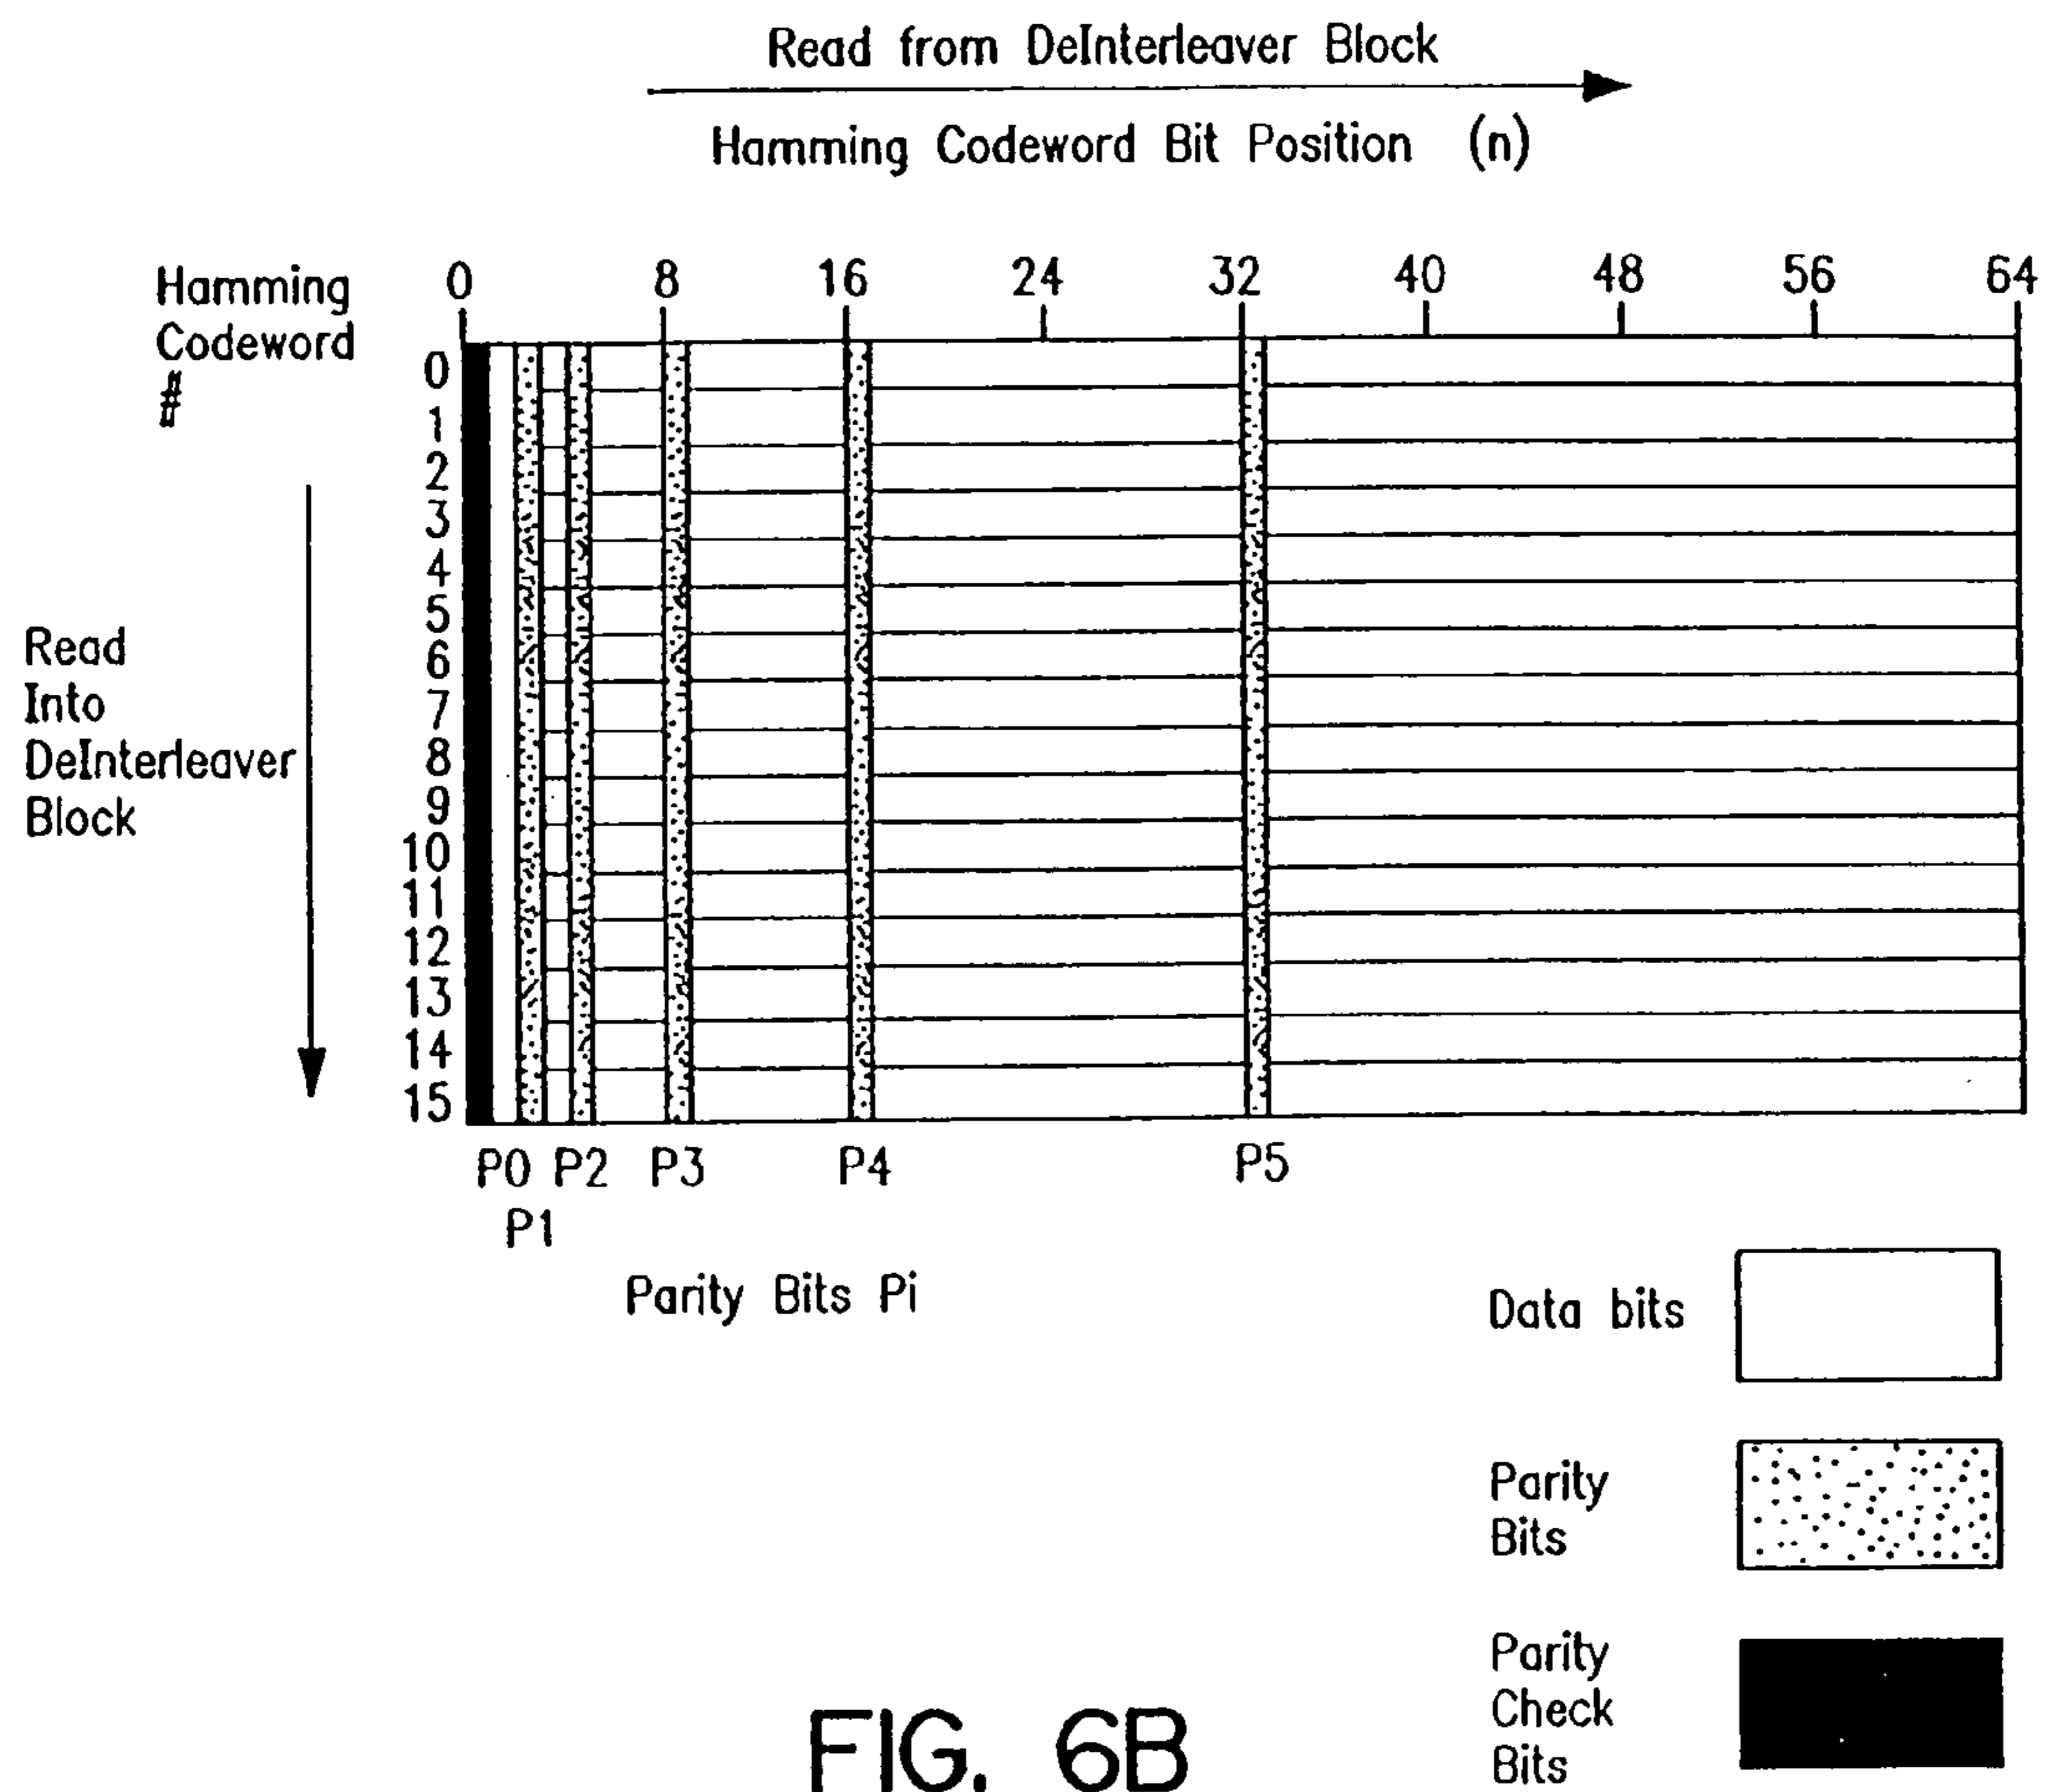 Read from DeInterleaver Block
Hamming Codeword Bit Position (n)
Hamming
Codeword
#
0 8 16 24 32 40 48 56 64
0
1
2
3
4
5
6
7
8
9
10
11
12
13
14
15
Read
Into
DeInterleaver
Block
P0 P2 P3 P4 P5
P1
Parity Bits Pi
Data bits
Parity
Bits
Parity
Check
Bits
FIG. 6B